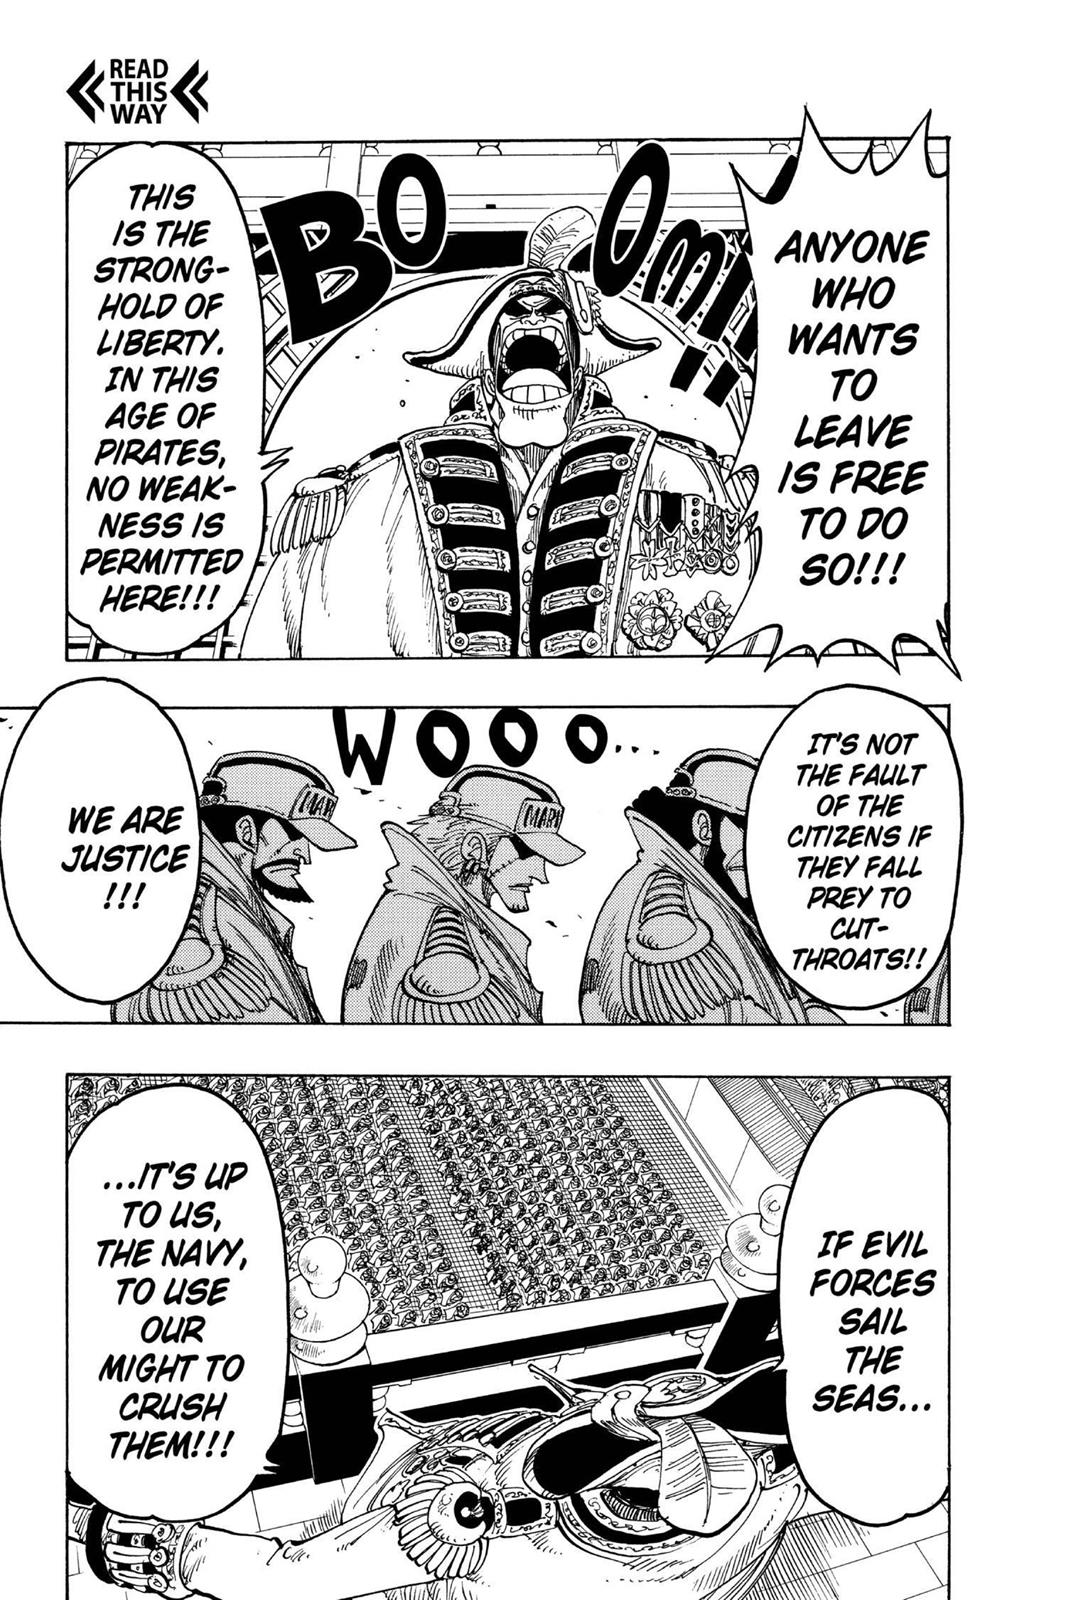 READ
THIS
WAY
ANYONE
WHO
WANTS
TO
LEAVE
IS FREE
TO DO
SO!!!
BOOM!!
THIS
IS THE
STRONG-
HOLD OF
LIBERTY.
IN THIS
AGE OF
PIRATES,
NO WEAK-
NESS IS
PERMITTED
HERE!!!
IT'S NOT
THE FAULT
OF THE
CITIZENS IF
THEY FALL
PREY TO
CUT-
THROATS!!
WOOO...
MARI
MAR
WE ARE
JUSTICE
!!!
IF EVIL
FORCES
SAIL
THE
SEAS...
...IT'S UP
TO US,
THE NAVY,
TO USE
OUR
MIGHT TO
CRUSH
THEM!!!